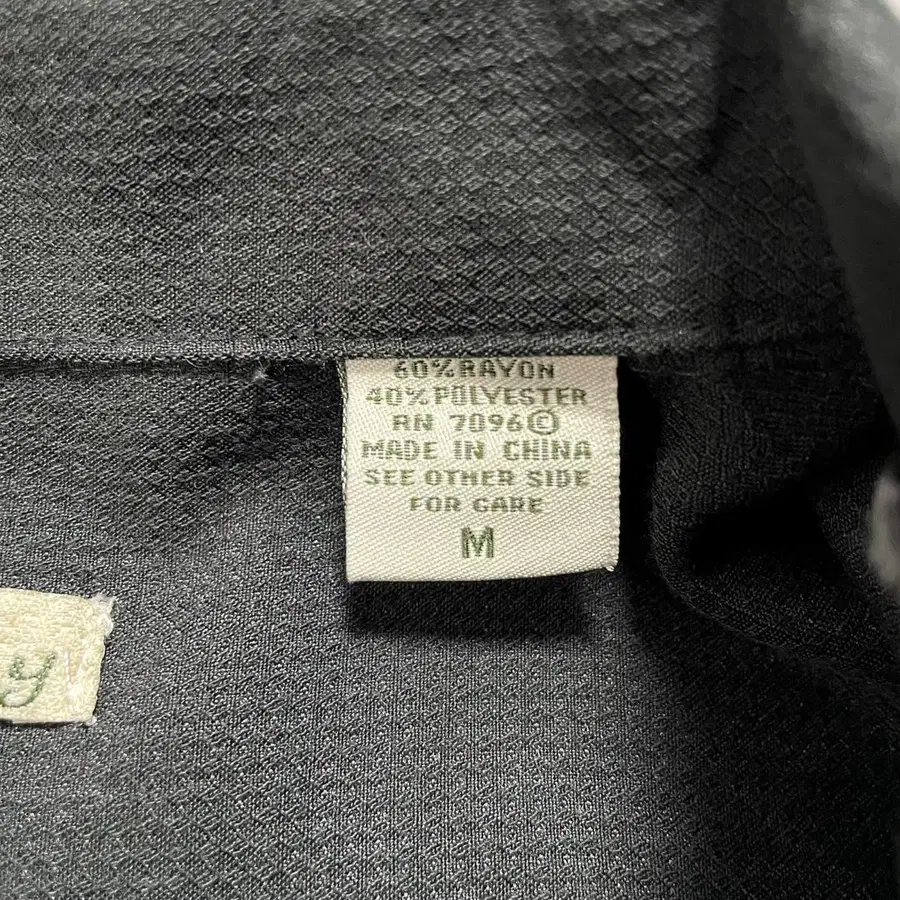 60% RAYON
40% POLYESTER
RN 7096©
MADE IN CHINA
SEE OTHER SIDE
FOR CARE
M
y